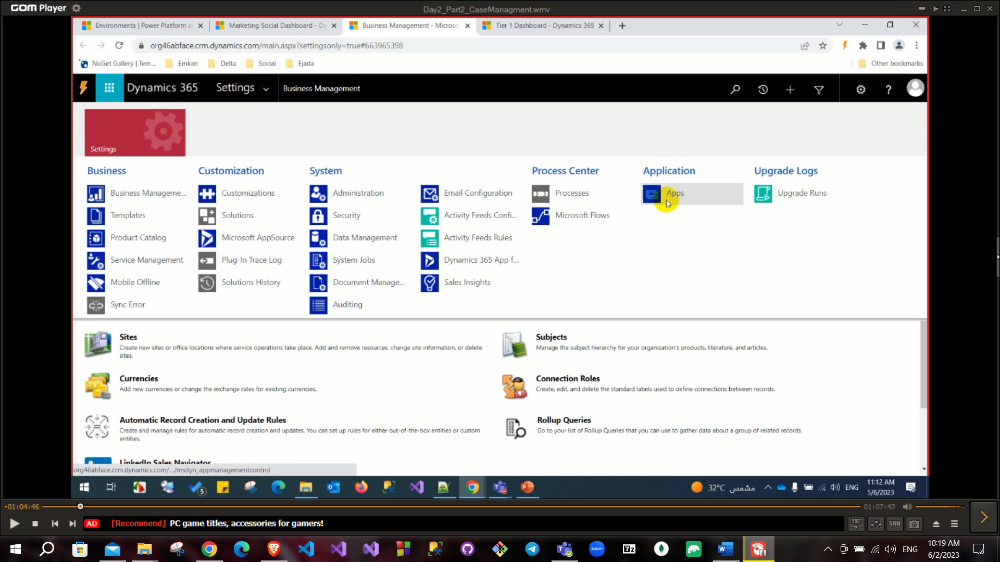 GOM Player
Day2_Part2_CaseManagment.wmv
Environments | Power Platform a
Marketing Social Dashboard - Dy
Business Management - Microso
Tier 1 Dashboard - Dynamics 365
org46abface.crm.dynamics.com/main.aspx?settingsonly=true#663965398
NuGet Gallery | Tem...
Emkan
Delta
Social
Ejada
Other bookmarks
Dynamics 365
Settings
Business Management
Settings
Business
Business Manageme...
Templates
Product Catalog
Service Management
Mobile Offline
Sync Error
Customization
Customizations
Solutions
Microsoft AppSource
Plug-In Trace Log
Solutions History
System
Administration
Security
Data Management
System Jobs
Document Manage...
Auditing
Email Configuration
Activity Feeds Confi...
Activity Feeds Rules
Dynamics 365 App f...
Sales Insights
Process Center
Processes
Microsoft Flows
Application
Apps
Upgrade Logs
Upgrade Runs
Sites
Create new sites or office locations where service operations take place. Add and remove resources, change site information, or delete
sites.
Subjects
Manage the subject hierarchy for your organization's products, literature, and articles.
Currencies
Add new currencies or change the exchange rates for existing currencies.
Connection Roles
Create, edit, and delete the standard labels used to define connections between records.
Automatic Record Creation and Update Rules
Create and manage rules for automatic record creation and updates. You can set up rules for either out-of-the-box entities or custom
entities.
Rollup Queries
Go to your list of Rollup Queries that you can use to gather data about a group of related records.
LinkedIn Sales Navigator
org46abface.crm.dynamics.com/.../msdyn_appmanagementcontrol
5
32°C مشمس
ENG
11:12 AM
5/6/2023
-01:04:46
01:07:43
AD
『Recommend』 PC game titles, accessories for gamers!
360°
SUB
zoom
7z
ENG
10:19 AM
6/2/2023